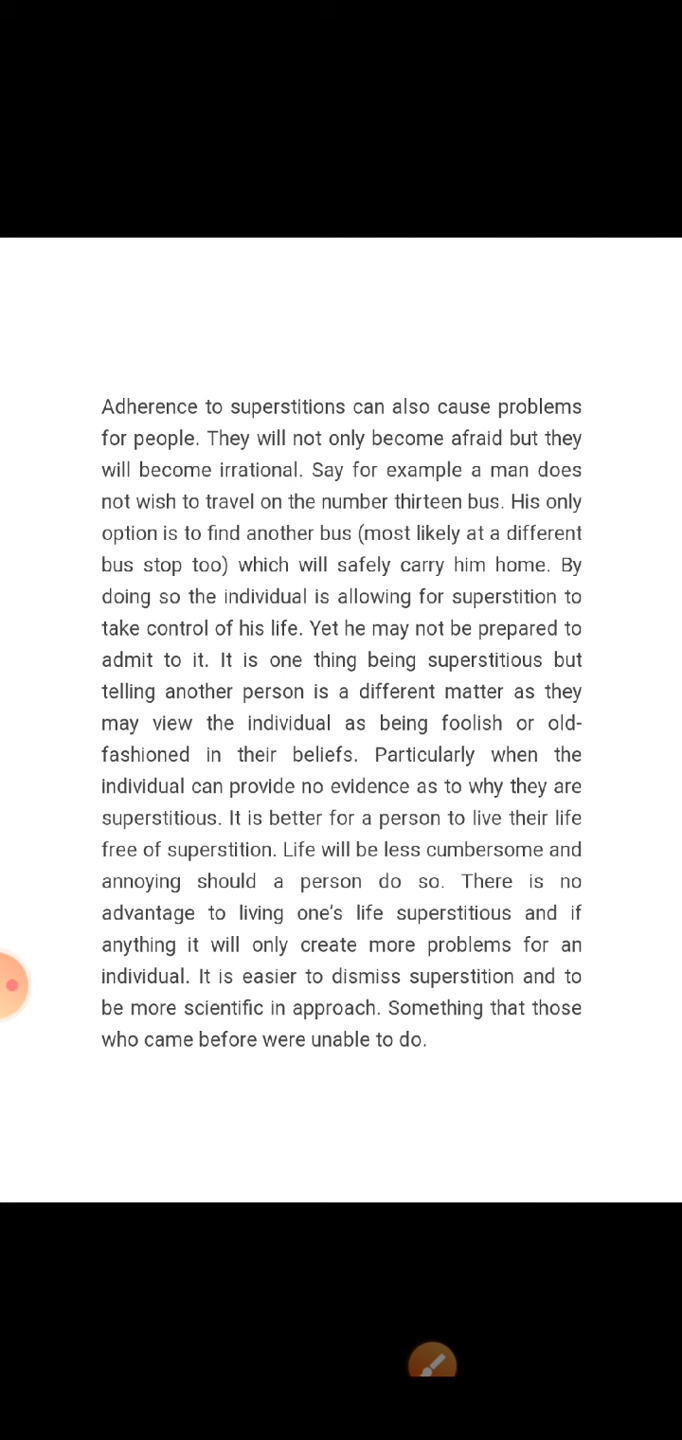 Adherence to superstitions can also cause problems
for people. They will not only become afraid but they
will become irrational. Say for example a man does
not wish to travel on the number thirteen bus. His only
option is to find another bus (most likely at a different
bus stop too) which will safely carry him home. By
doing so the individual is allowing for superstition to
take control of his life. Yet he may not be prepared to
admit to it. It is one thing being superstitious but
telling another person is a different matter as they
may view the individual as being foolish or old-
fashioned in their beliefs. Particularly when the
individual can provide no evidence as to why they are
superstitious. It is better for a person to live their life
free of superstition. Life will be less cumbersome and
annoying should a person do so. There is no
advantage to living one's life superstitious and if
anything it will only create more problems for an
individual. It is easier to dismiss superstition and to
be more scientific in approach. Something that those
who came before were unable to do.